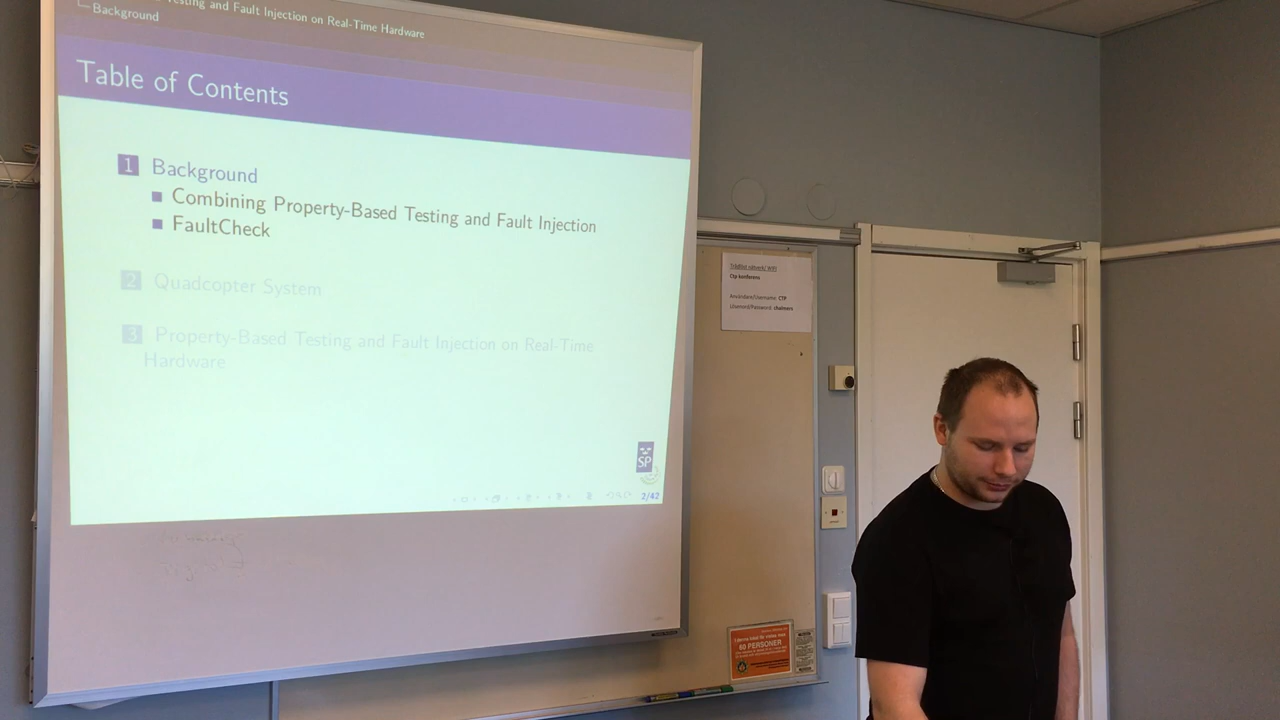 Testing and Fault Injection on Real-Time Hardware
Background
Table of Contents
1 Background
Combining Property-Based Testing and Fault Injection
FaultCheck
2 Quadcopter System
3 Property-Based Testing and Fault Injection on Real-Time
Hardware
SP
2/42
Trådlöst nätverk/ WIFI
Ctp konferens
Användare/Username: CTP
Lösenord/Password: chalmers
60 PERSONER